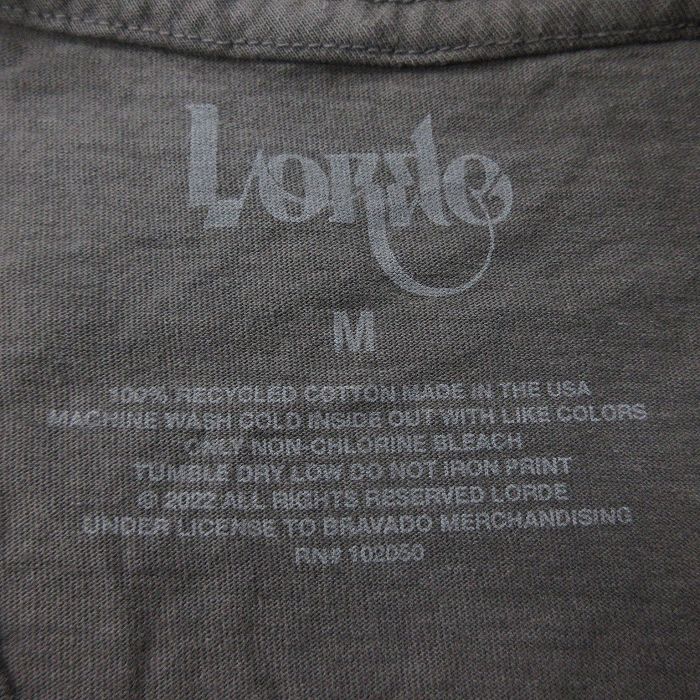 Lorde
M
100% RECYCLED COTTON MADE IN THE USA
MACHINE WASH COLD INSIDE OUT WITH LIKE COLORS
ONLY NON-CHLORINE BLEACH
TUMBLE DRY LOW DO NOT IRON PRINT
© 2022 ALL RIGHTS RESERVED LORDE
UNDER LICENSE TO BRAVADO MERCHANDISING
RN# 102050